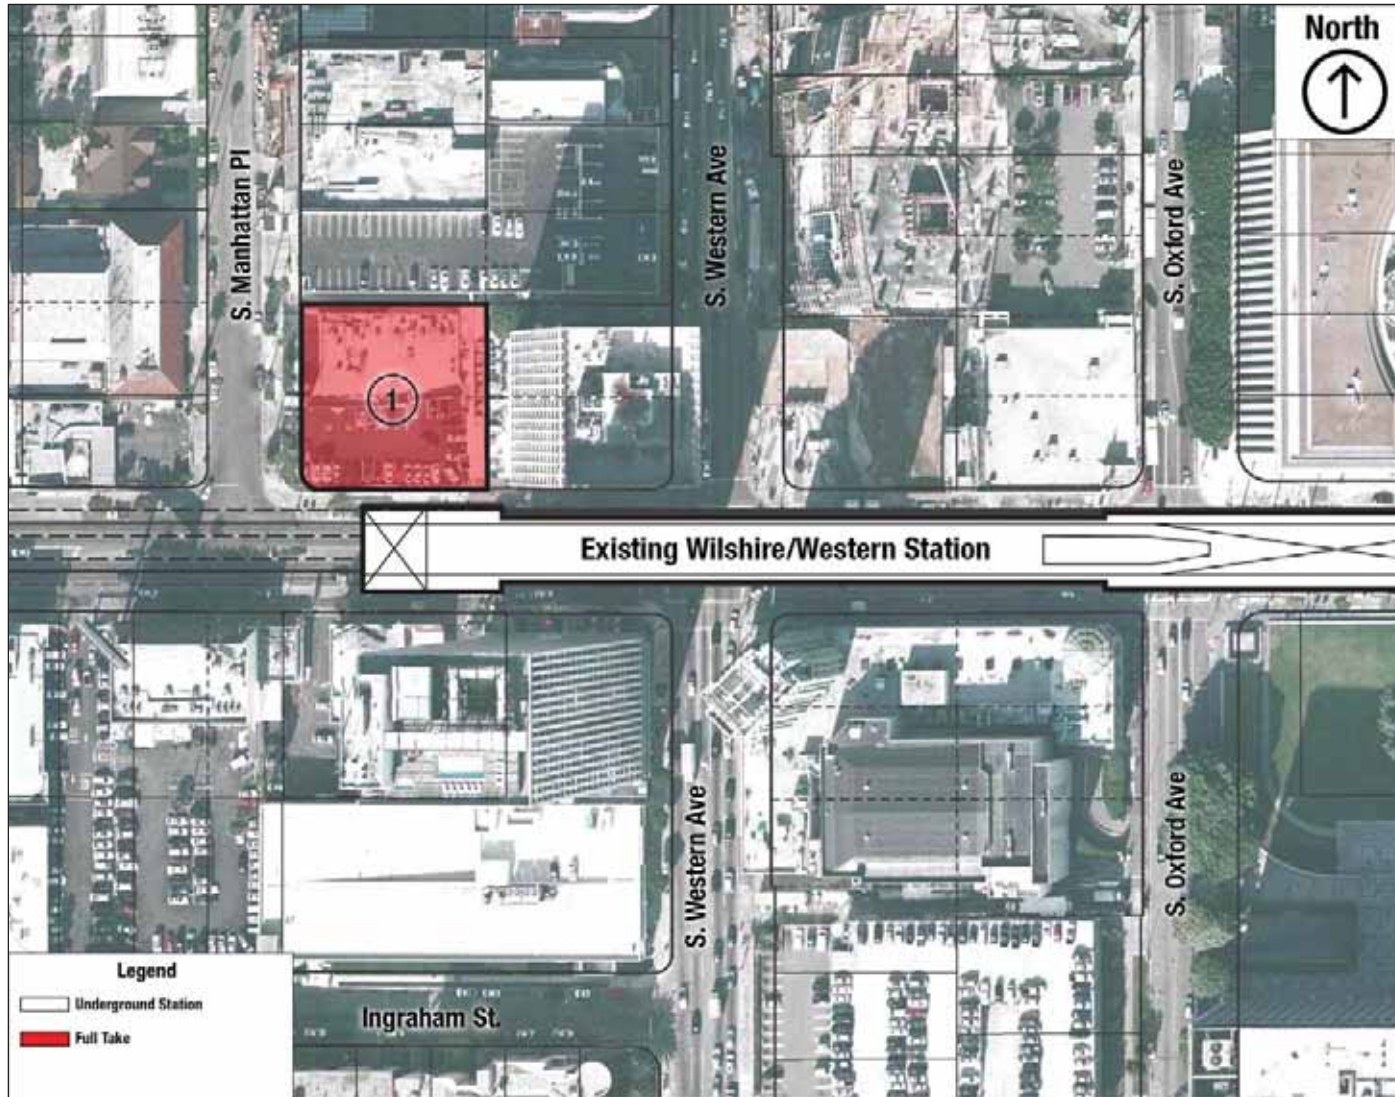 North
S. Manhattan Pl
S. Western Ave
S. Oxford Ave
1
Existing Wilshire/Western Station
S. Western Ave
S. Oxford Ave
Legend
Underground Station
Full Take
Ingraham St.